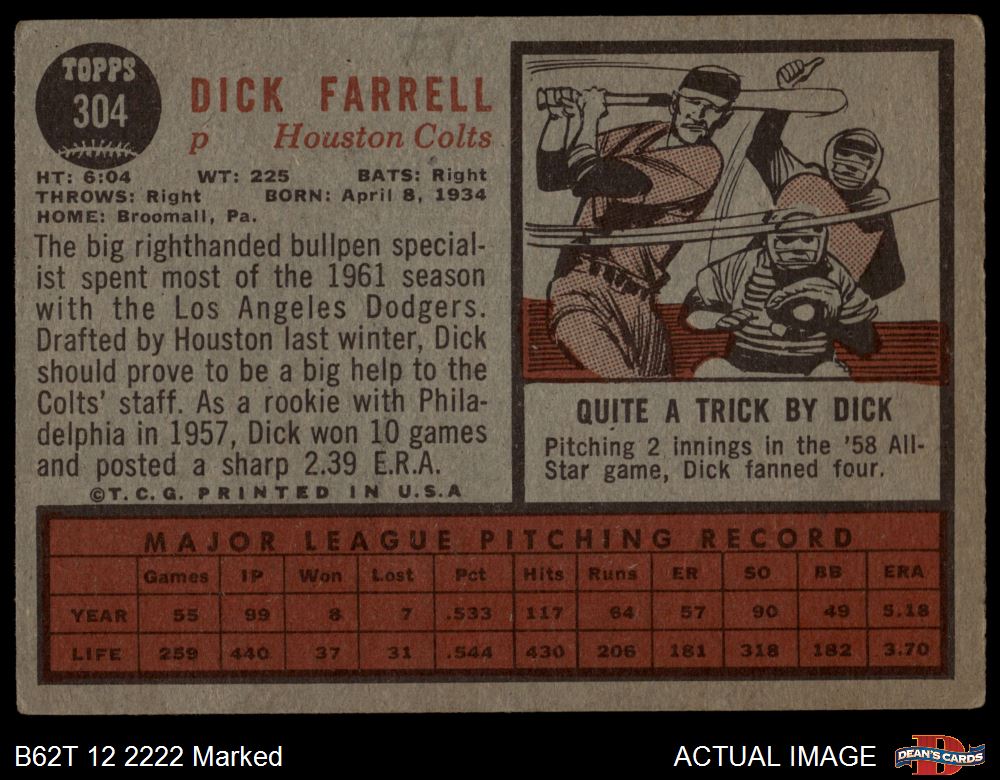 TOPPS
304
DICK FARRELL
p Houston Colts
HT: 6:04 WT: 225 BATS: Right
THROWS: Right BORN: April 8, 1934
HOME: Broomall, Pa.
The big righthanded bullpen special-
ist spent most of the 1961 season
with the Los Angeles Dodgers.
Drafted by Houston last winter, Dick
should prove to be a big help to the
Colts' staff. As a rookie with Phila-
delphia in 1957, Dick won 10 games
and posted a sharp 2.39 E.R.A.
©T.C.G. PRINTED IN U.S.A
QUITE A TRICK BY DICK
Pitching 2 innings in the '58 All-
Star game, Dick fanned four.
MAJOR LEAGUE PITCHING RECORD
Games IP Won Lost Pct Hits Runs ER SO BB ERA
YEAR 55 99 8 7 .533 117 64 57 90 49 5.18
LIFE 259 440 37 31 .544 430 206 181 318 182 3.70
B62T 12 2222 Marked
ACTUAL IMAGE
DEAN'S CARDS